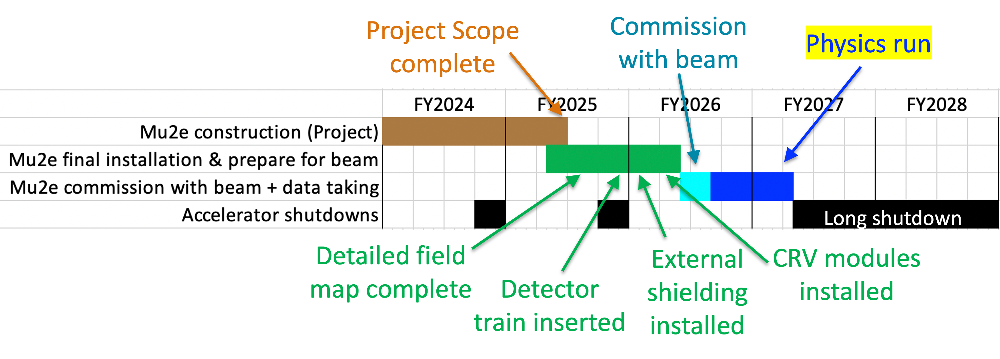 Project Scope
complete
Commission
with beam
Physics run
FY2024 FY2025 FY2026 FY2027 FY2028
Mu2e construction (Project)
Mu2e final installation & prepare for beam
Mu2e commission with beam + data taking
Accelerator shutdowns
Long shutdown
Detailed field
map complete
Detector
train inserted
External
shielding
installed
CRV modules
installed